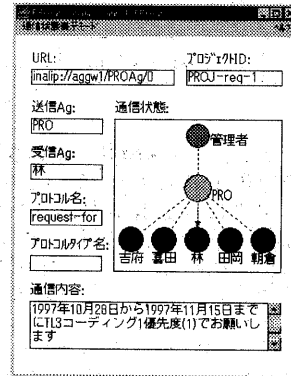 URL:
プロジェクトID:
inalip://aggw1/PROAg/0
PROJ-req-1
送信Ag:
通信状態:
PRO
管理者
受信Ag:
林
PRO
プロトコル名:
request-for
プロトコルタイプ名:
吉府 喜田 林 田岡 朝倉
通信内容:
1997年10月28日から1997年11月15日まで
にTL3コーディング1優先度(1)でお願いし
ます